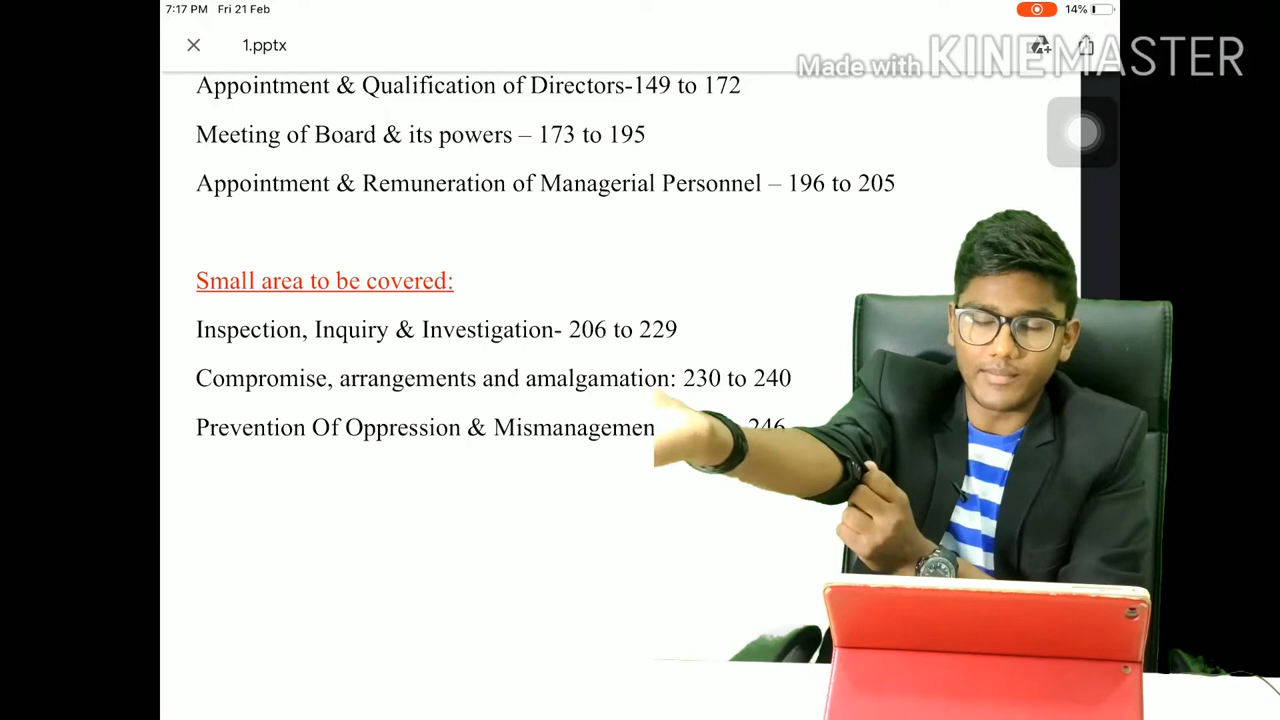 7:17 PM Fri 21 Feb
14%
1.pptx
Made with KINEMASTER
Appointment & Qualification of Directors-149 to 172
Meeting of Board & its powers – 173 to 195
Appointment & Remuneration of Managerial Personnel – 196 to 205
Small area to be covered:
Inspection, Inquiry & Investigation- 206 to 229
Compromise, arrangements and amalgamation: 230 to 240
Prevention Of Oppression & Mismanagemen 246